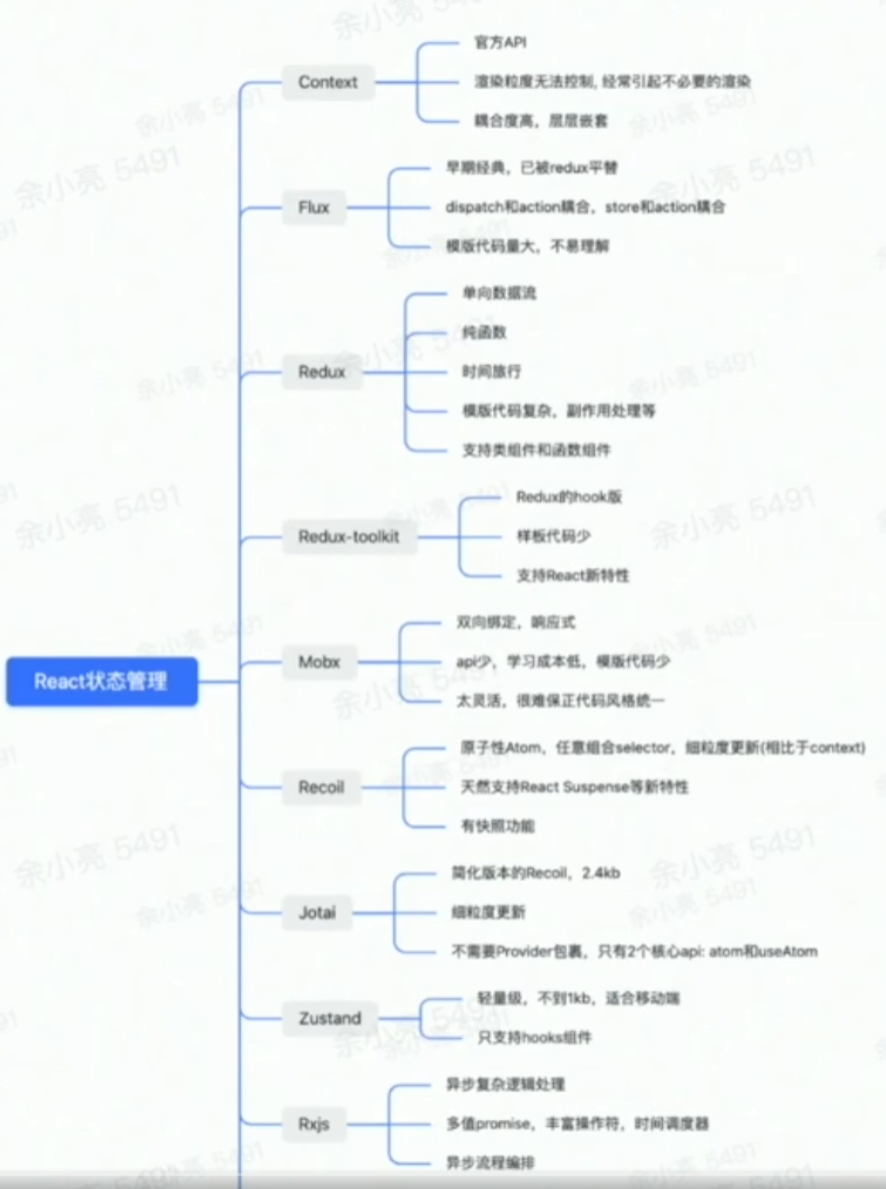 React状态管理
Context
官方API
渲染粒度无法控制, 经常引起不必要的渲染
耦合度高，层层嵌套
Flux
早期经典，已被redux平替
dispatch和action耦合，store和action耦合
模版代码量大，不易理解
Redux
单向数据流
纯函数
时间旅行
模版代码复杂，副作用处理等
支持类组件和函数组件
Redux-toolkit
Redux的hook版
样板代码少
支持React新特性
Mobx
双向绑定，响应式
api少，学习成本低，模版代码少
太灵活，很难保正代码风格统一
Recoil
原子性Atom，任意组合selector，细粒度更新(相比于context)
天然支持React Suspense等新特性
有快照功能
Jotai
简化版本的Recoil，2.4kb
细粒度更新
不需要Provider包裹，只有2个核心api: atom和useAtom
Zustand
轻量级，不到1kb，适合移动端
只支持hooks组件
Rxjs
异步复杂逻辑处理
多值promise，丰富操作符，时间调度器
异步流程编排
余小亮 5491